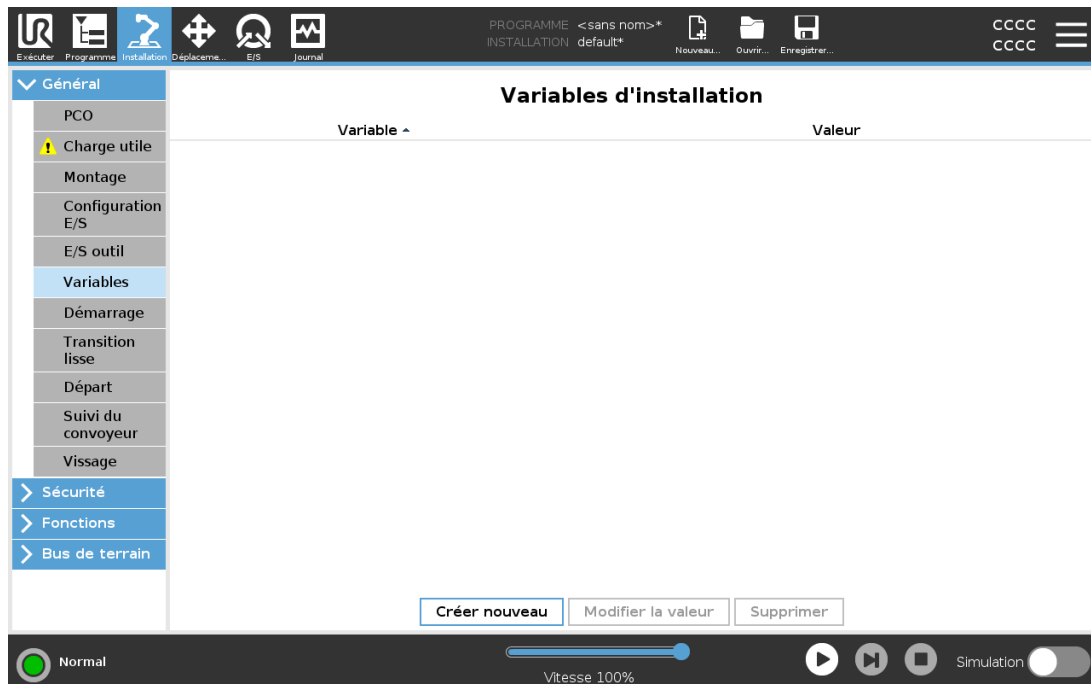 PROGRAMME <sans nom>*
INSTALLATION default*
CCCC
CCCC
Exécuter Programme Installation Déplaceme... E/S Journal
Nouveau... Ouvrir... Enregistrer...
Général
PCO
Charge utile
Montage
Configuration
E/S
E/S outil
Variables
Démarrage
Transition
lisse
Départ
Suivi du
convoyeur
Vissage
Sécurité
Fonctions
Bus de terrain
Variables d'installation
Variable Valeur
Créer nouveau Modifier la valeur Supprimer
Normal
Vitesse 100%
Simulation